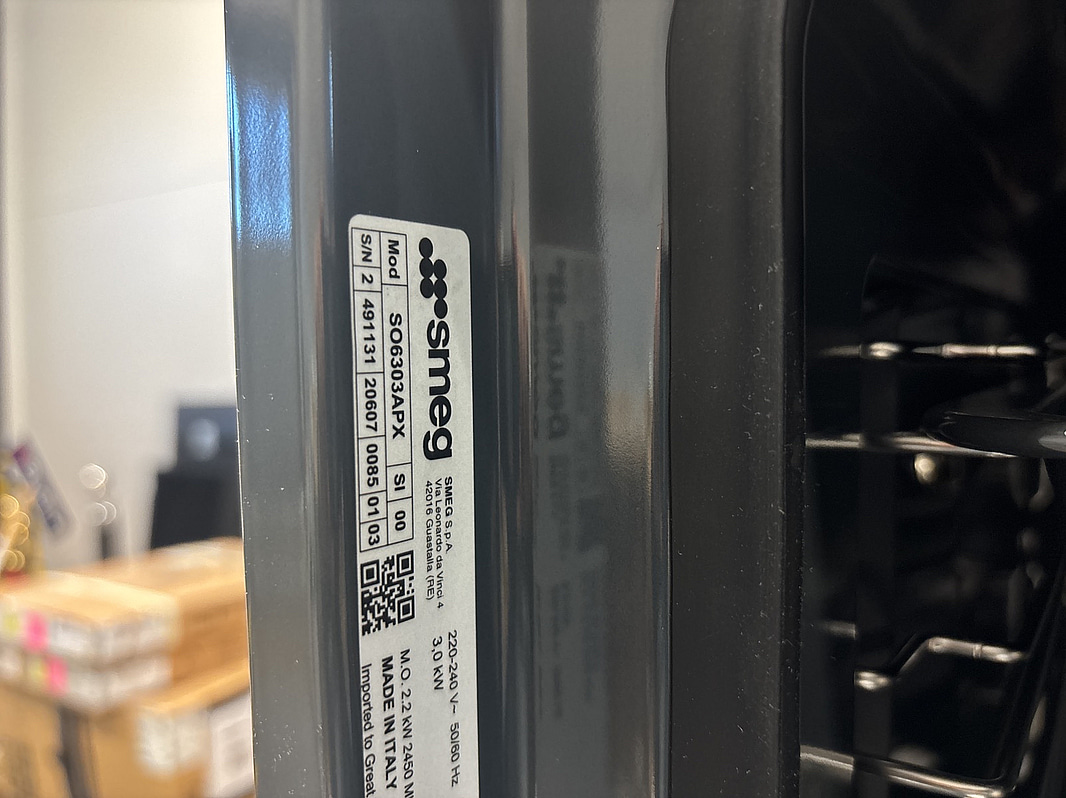 smeg
SMEG S.p.A.
Via Leonardo da Vinci 4
42016 Guastalla (RE)
220-240 V~ 50/60 Hz
3,0 kW
Mod SO6303APX SI 00
S/N 2 491131 20607 0085 01 03
M.O. 2.2 kW 2450 M
MADE IN ITALY
Imported to Great